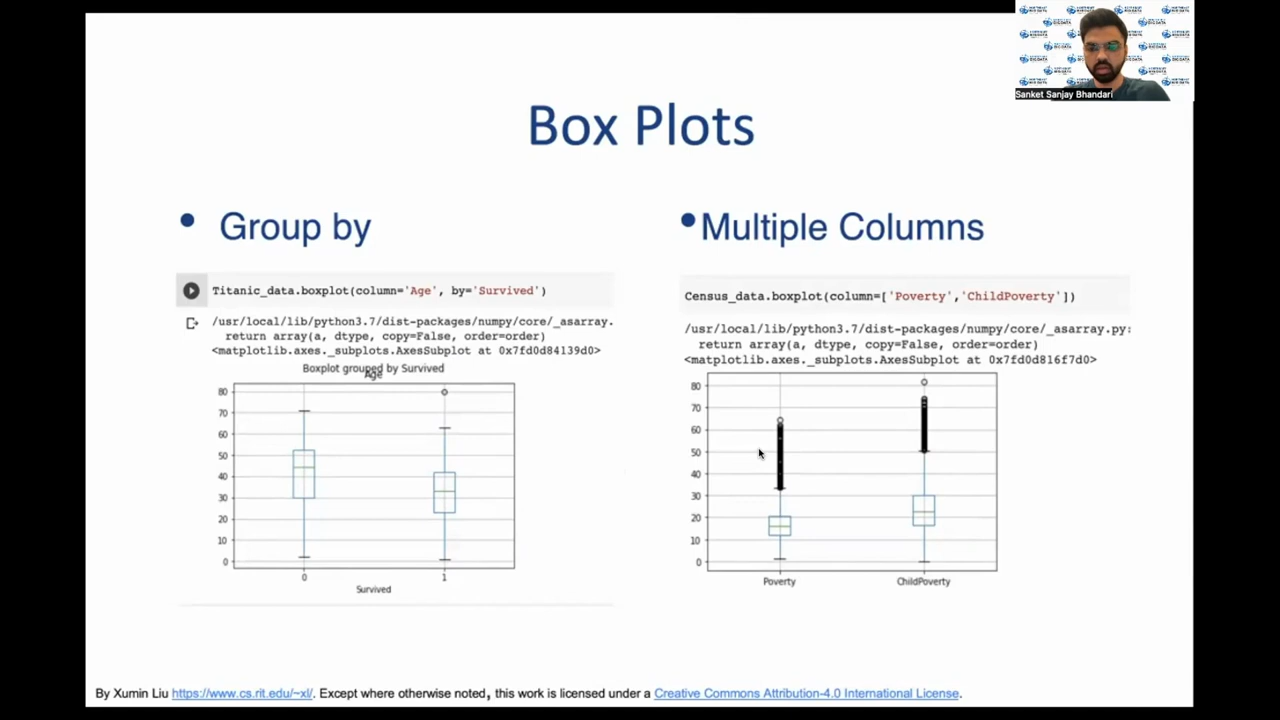 Sanket Sanjay Bhandari
Box Plots
• Group by
Titanic_data.boxplot(column='Age', by='Survived')
/usr/local/lib/python3.7/dist-packages/numpy/core/_asarray.
return array(a, dtype, copy=False, order=order)
<matplotlib.axes._subplots.AxesSubplot at 0x7fd0d84139d0>
Boxplot grouped by Survived
Age
80
70
60
50
40
30
20
10
0
0 1
Survived
• Multiple Columns
Census_data.boxplot(column=['Poverty','ChildPoverty'])
/usr/local/lib/python3.7/dist-packages/numpy/core/_asarray.py:
return array(a, dtype, copy=False, order=order)
<matplotlib.axes._subplots.AxesSubplot at 0x7fd0d816f7d0>
80
70
60
50
40
30
20
10
0
Poverty ChildPoverty
By Xumin Liu https://www.cs.rit.edu/~xl/. Except where otherwise noted, this work is licensed under a Creative Commons Attribution-4.0 International License.